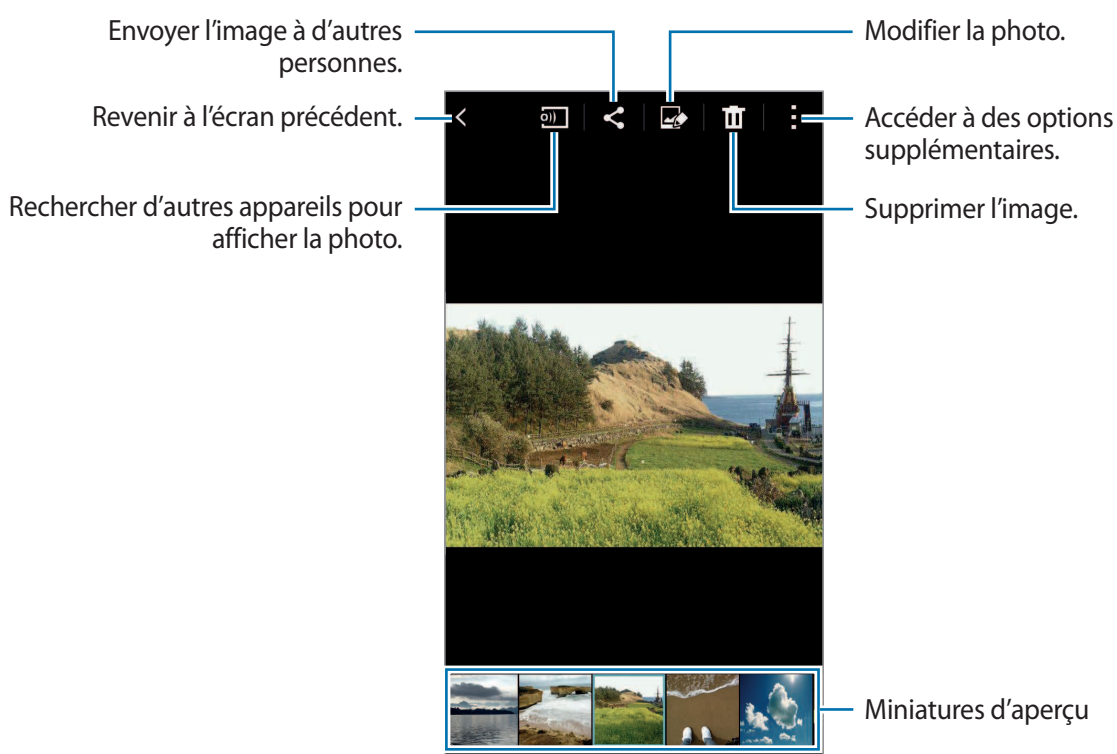 Envoyer l’image à d’autres
personnes.
Modifier la photo.
Revenir à l’écran précédent.
Accéder à des options
supplémentaires.
Rechercher d’autres appareils pour
afficher la photo.
Supprimer l’image.
Miniatures d’aperçu